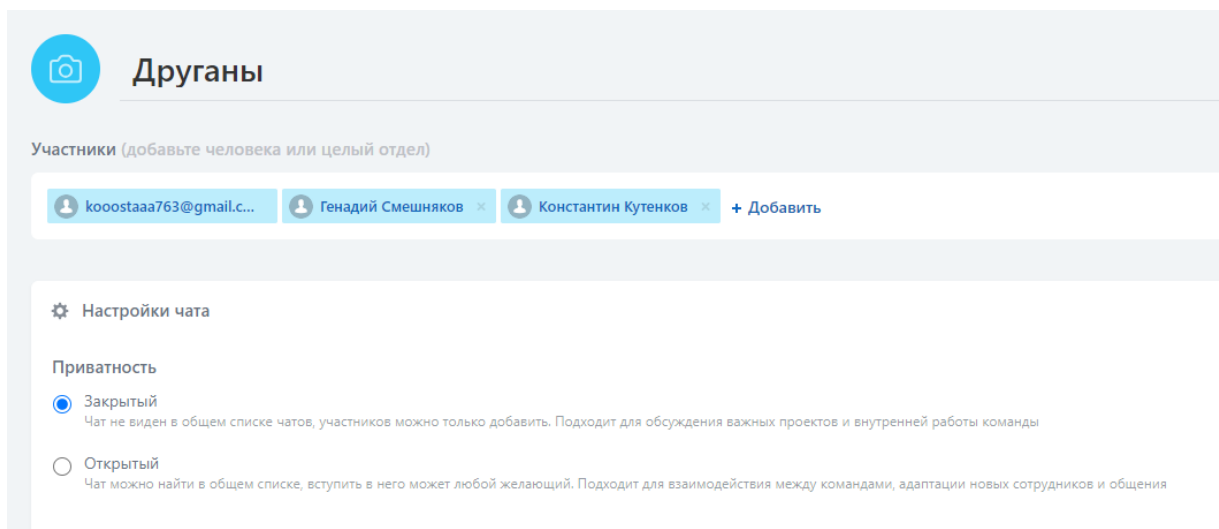 Друганы
Участники (добавьте человека или целый отдел)
kooostaaa763@gmail.c... Генадий Смешняков × Константин Кутенков × + Добавить
Настройки чата
Приватность
Закрытый
Чат не виден в общем списке чатов, участников можно только добавить. Подходит для обсуждения важных проектов и внутренней работы команды
Открытый
Чат можно найти в общем списке, вступить в него может любой желающий. Подходит для взаимодействия между командами, адаптации новых сотрудников и общения